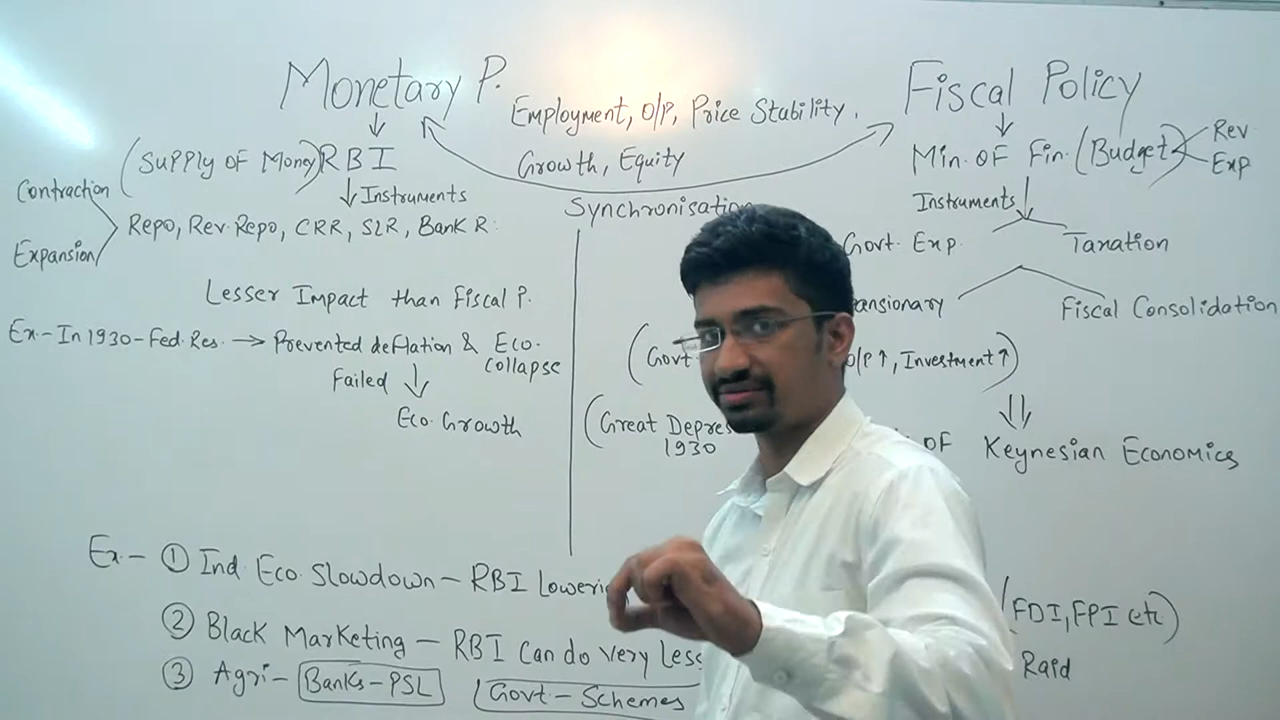 Monetary P.
Fiscal Policy
Employment, O/P, Price Stability,
Growth, Equity
Synchronisation
(Supply of Money) RBI
Contraction
Expansion
Instruments
Repo, Rev. Repo, CRR, SLR, Bank R.
Lesser Impact than Fiscal P.
Ex - In 1930 - Fed. Res. → Prevented deflation & Eco. Collapse
Failed
Eco. Growth
Min. OF Fin. (Budget)
Rev
Exp
Instruments
Govt. Exp.
Taxation
ansionary
Fiscal Consolidation
(Govt
O/P ↑, Investment ↑)
(Great Depres
1930
OF Keynesian Economics
Ex - ① Ind. Eco. Slowdown - RBI Loweri
(FDI, FPI etc)
② Black Marketing - RBI Can do very Less
Raid
③ Agri - Banks - PSL Govt - Schemes